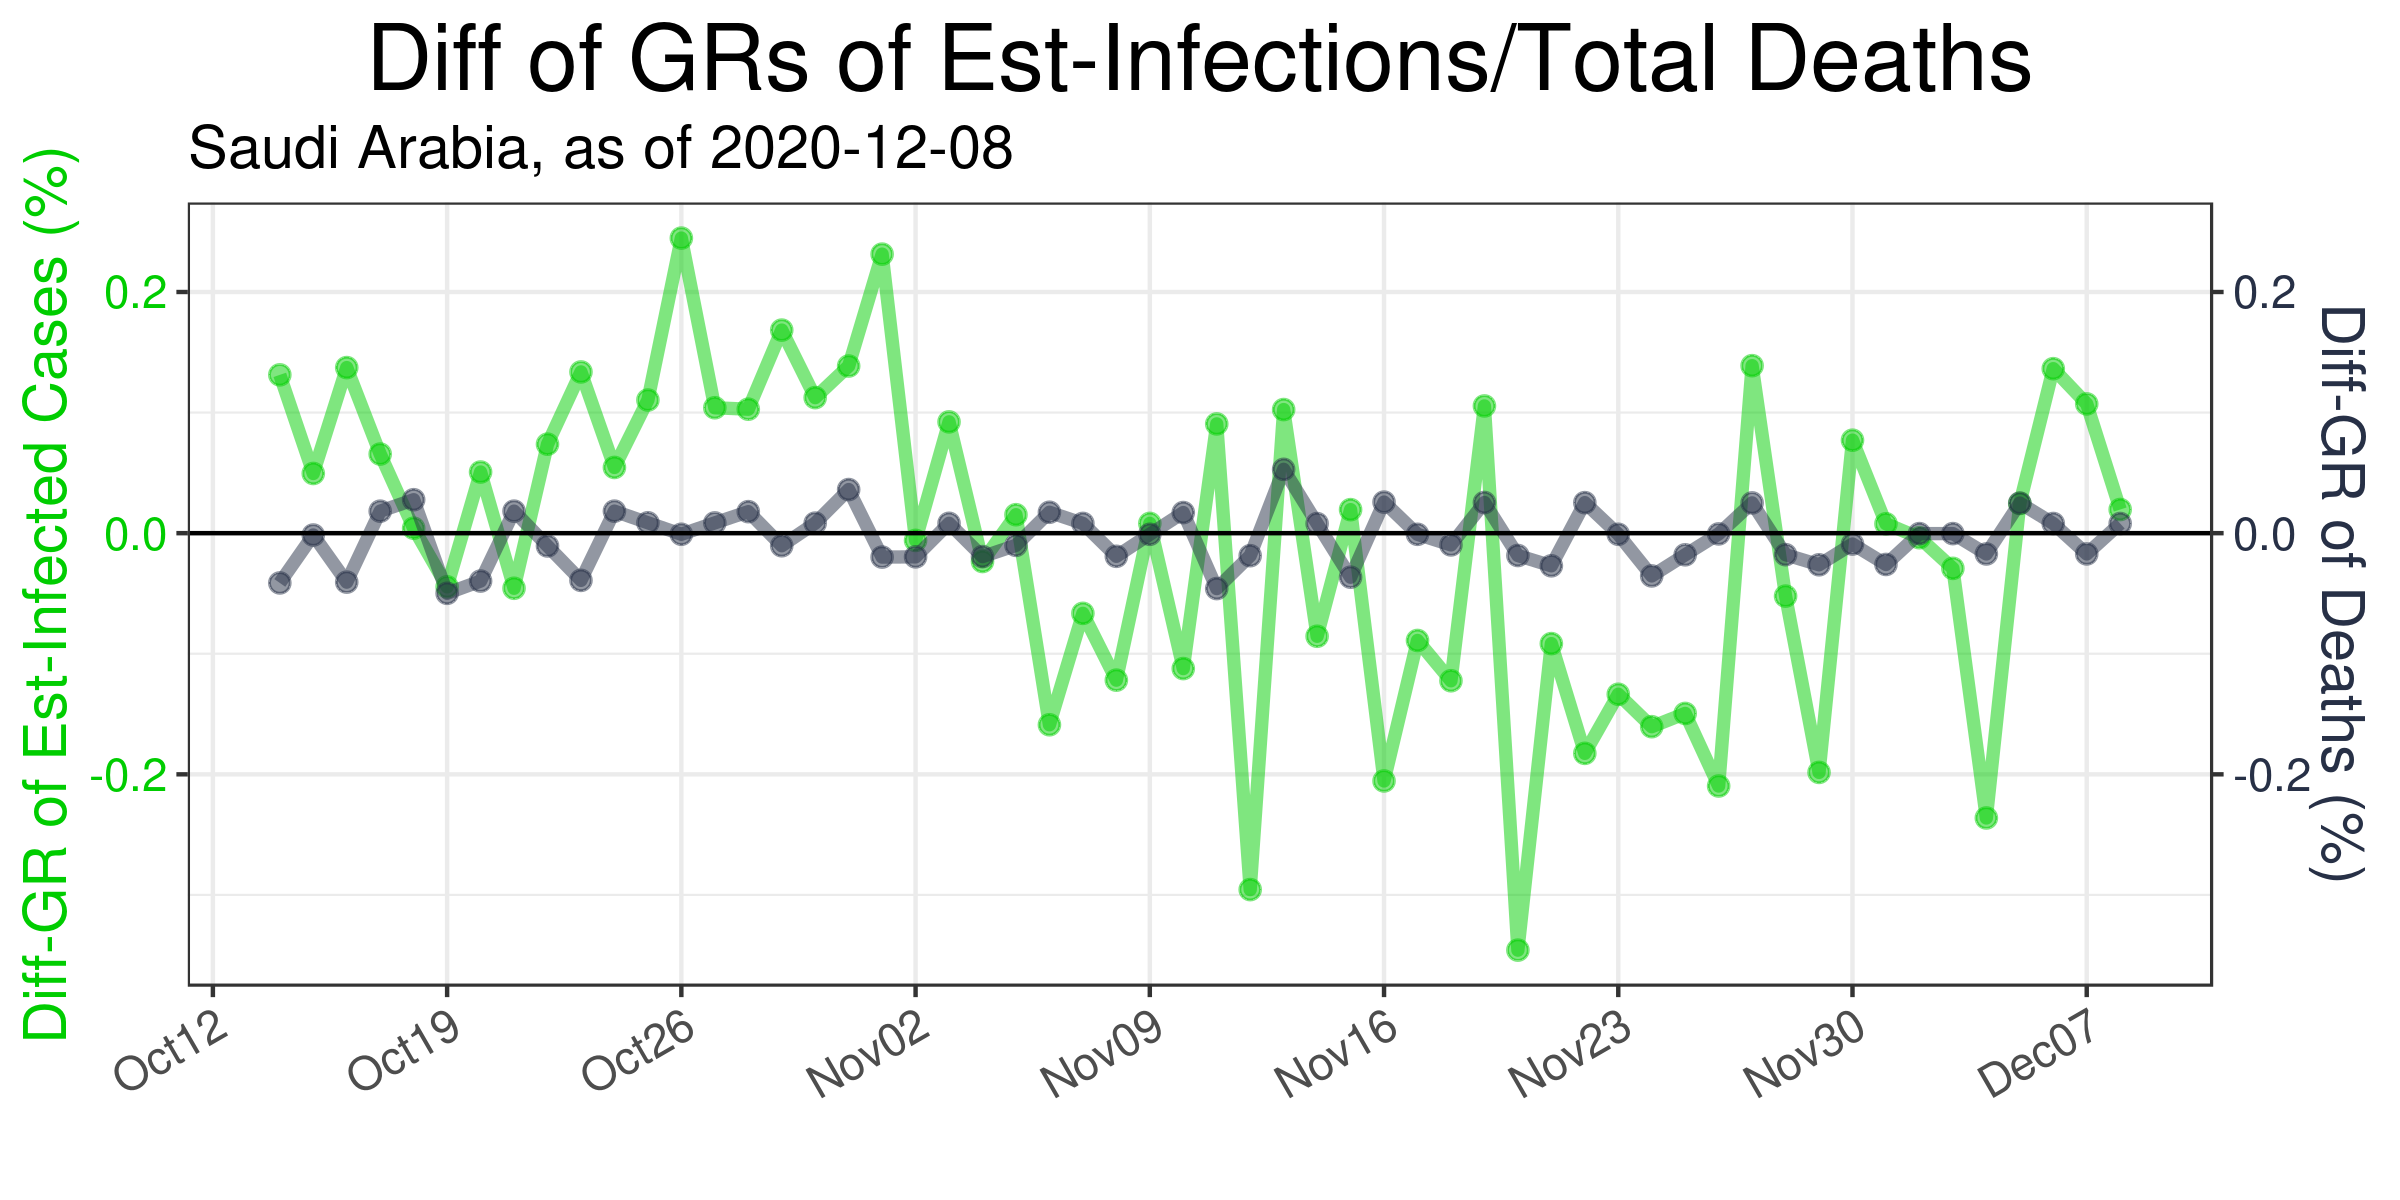 Diff of GRs of Est-Infections/Total Deaths
Saudi Arabia, as of 2020-12-08
Diff-GR of Est-Infected Cases (%)
0.2
0.0
-0.2
0.2
0.0
-0.2
Diff-GR of Deaths (%)
Oct12
Oct19
Oct26
Nov02
Nov09
Nov16
Nov23
Nov30
Dec07